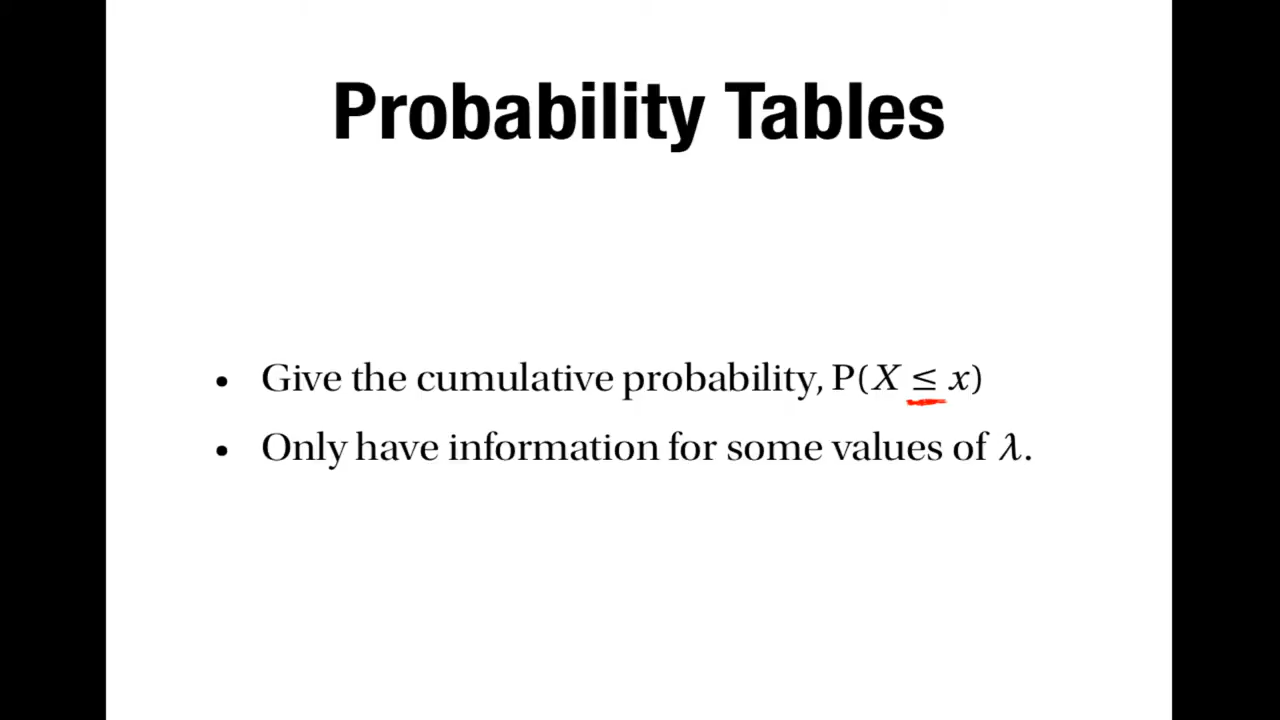 Probability Tables
• Give the cumulative probability, P(X ≤ x)
• Only have information for some values of λ.